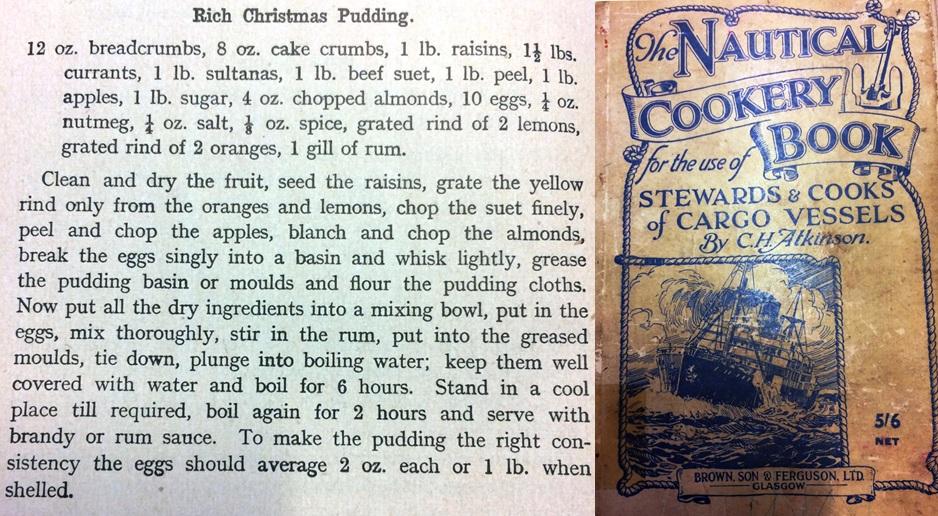 Rich Christmas Pudding.
12 oz. breadcrumbs, 8 oz. cake crumbs, 1 lb. raisins, 1½ lbs.
currants, 1 lb. sultanas, 1 lb. beef suet, 1 lb. peel, 1 lb.
apples, 1 lb. sugar, 4 oz. chopped almonds, 10 eggs, ¼ oz.
nutmeg, ¼ oz. salt, ⅛ oz. spice, grated rind of 2 lemons,
grated rind of 2 oranges, 1 gill of rum.
Clean and dry the fruit, seed the raisins, grate the yellow
rind only from the oranges and lemons, chop the suet finely,
peel and chop the apples, blanch and chop the almonds,
break the eggs singly into a basin and whisk lightly, grease
the pudding basin or moulds and flour the pudding cloths.
Now put all the dry ingredients into a mixing bowl, put in the
eggs, mix thoroughly, stir in the rum, put into the greased
moulds, tie down, plunge into boiling water; keep them well
covered with water and boil for 6 hours. Stand in a cool
place till required, boil again for 2 hours and serve with
brandy or rum sauce. To make the pudding the right con-
sistency the eggs should average 2 oz. each or 1 lb. when
shelled.
The NAUTICAL
COOKERY
BOOK
for the use of
STEWARDS & COOKS
of CARGO VESSELS
By C.H. Atkinson.
5/6
NET
BROWN, SON & FERGUSON, LTD.
GLASGOW